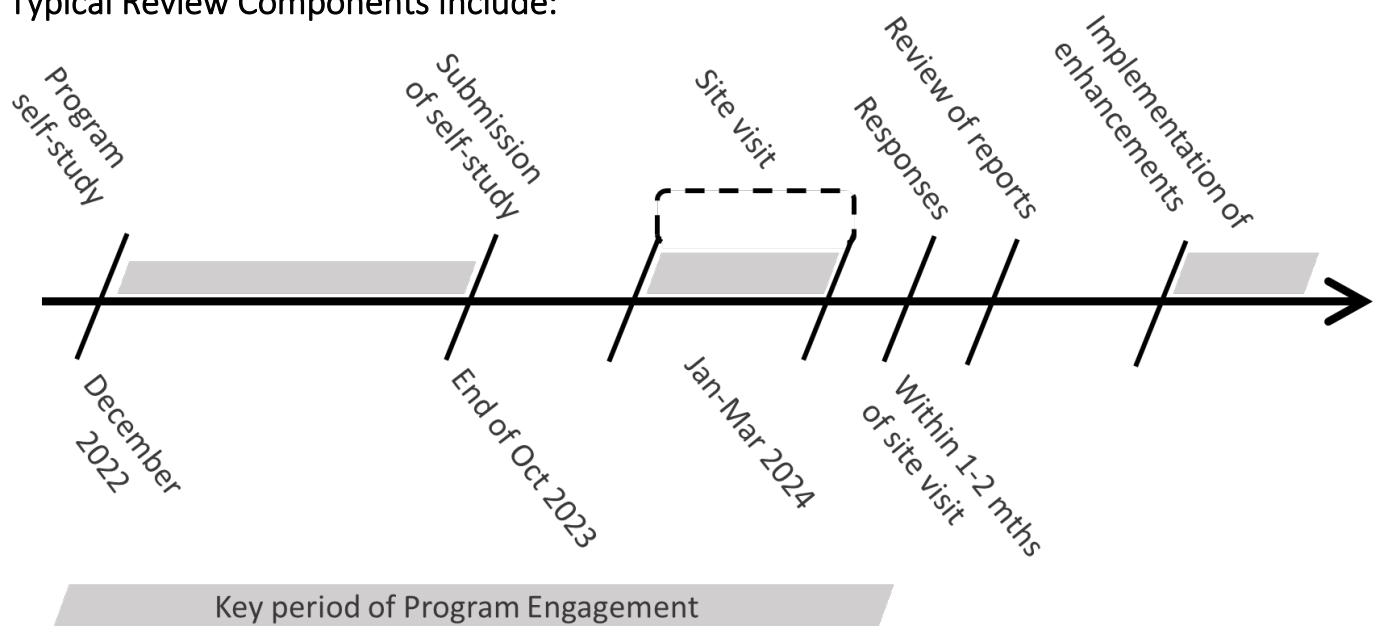 Typical Review Components Include:
Program
self-study
Submission
of self-study
Site visit
Responses
Review of reports
Implementation of
enhancements
December
2022
End of Oct 2023
Jan-Mar 2024
Within 1-2 mths
of site visit
Key period of Program Engagement